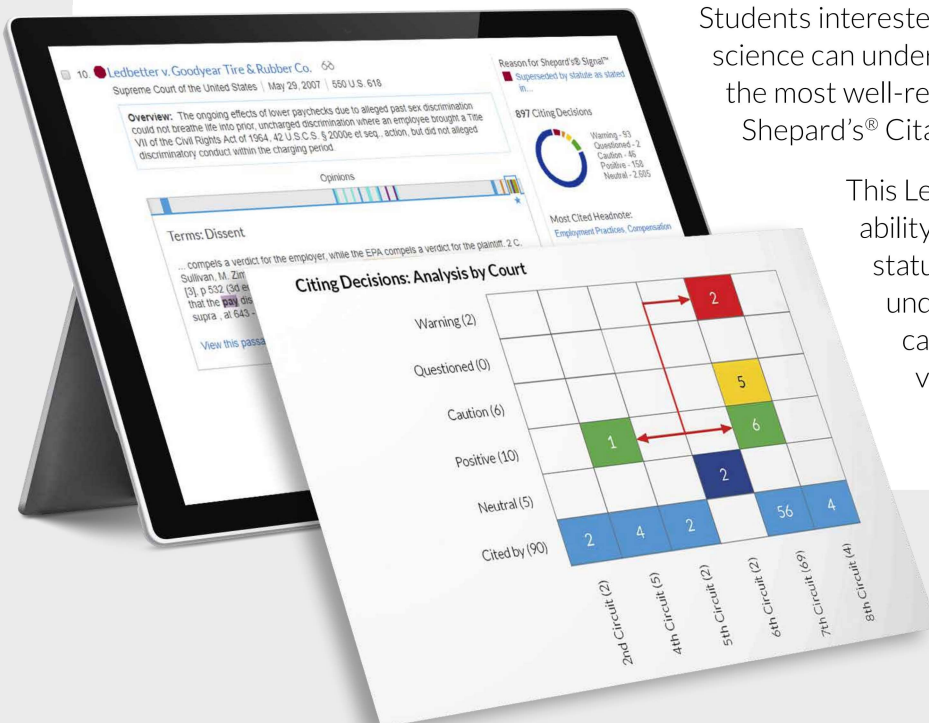 10. Ledbetter v. Goodyear Tire & Rubber Co.
Supreme Court of the United States | May 29, 2007 | 550 U.S. 618
Overview: The ongoing effects of lower paychecks due to alleged past sex discrimination
could not breathe life into prior, uncharged discrimination where an employee brought a Title
VII of the Civil Rights Act of 1964, 42 U.S.C.S. § 2000e et seq., action, but did not alleged
discriminatory conduct within the charging period.
Opinions
Terms: Dissent
... compels a verdict for the employer, while the EPA compels a verdict for the plaintiff. 2 C.
Sullivan, M. Zim
[3], p 532 (3d ed
that the pay dis
supra , at 643 -
View this passa
Reason for Shepard's® Signal™
Superseded by statute as stated
in...
897 Citing Decisions
Warning - 93
Questioned - 2
Caution - 46
Positive - 158
Neutral - 2,605
Most Cited Headnote:
Employment Practices, Compensation
Students intereste
science can under
the most well-re
Shepard's® Cita
This Le
ability
statu
und
ca
v
Citing Decisions: Analysis by Court
Warning (2)
2
Questioned (0)
Caution (6)
5
Positive (10)
1
6
Neutral (5)
2
Cited by (90)
2
4
2
56
4
2nd Circuit (2)
4th Circuit (5)
5th Circuit (2)
6th Circuit (2)
7th Circuit (69)
8th Circuit (4)